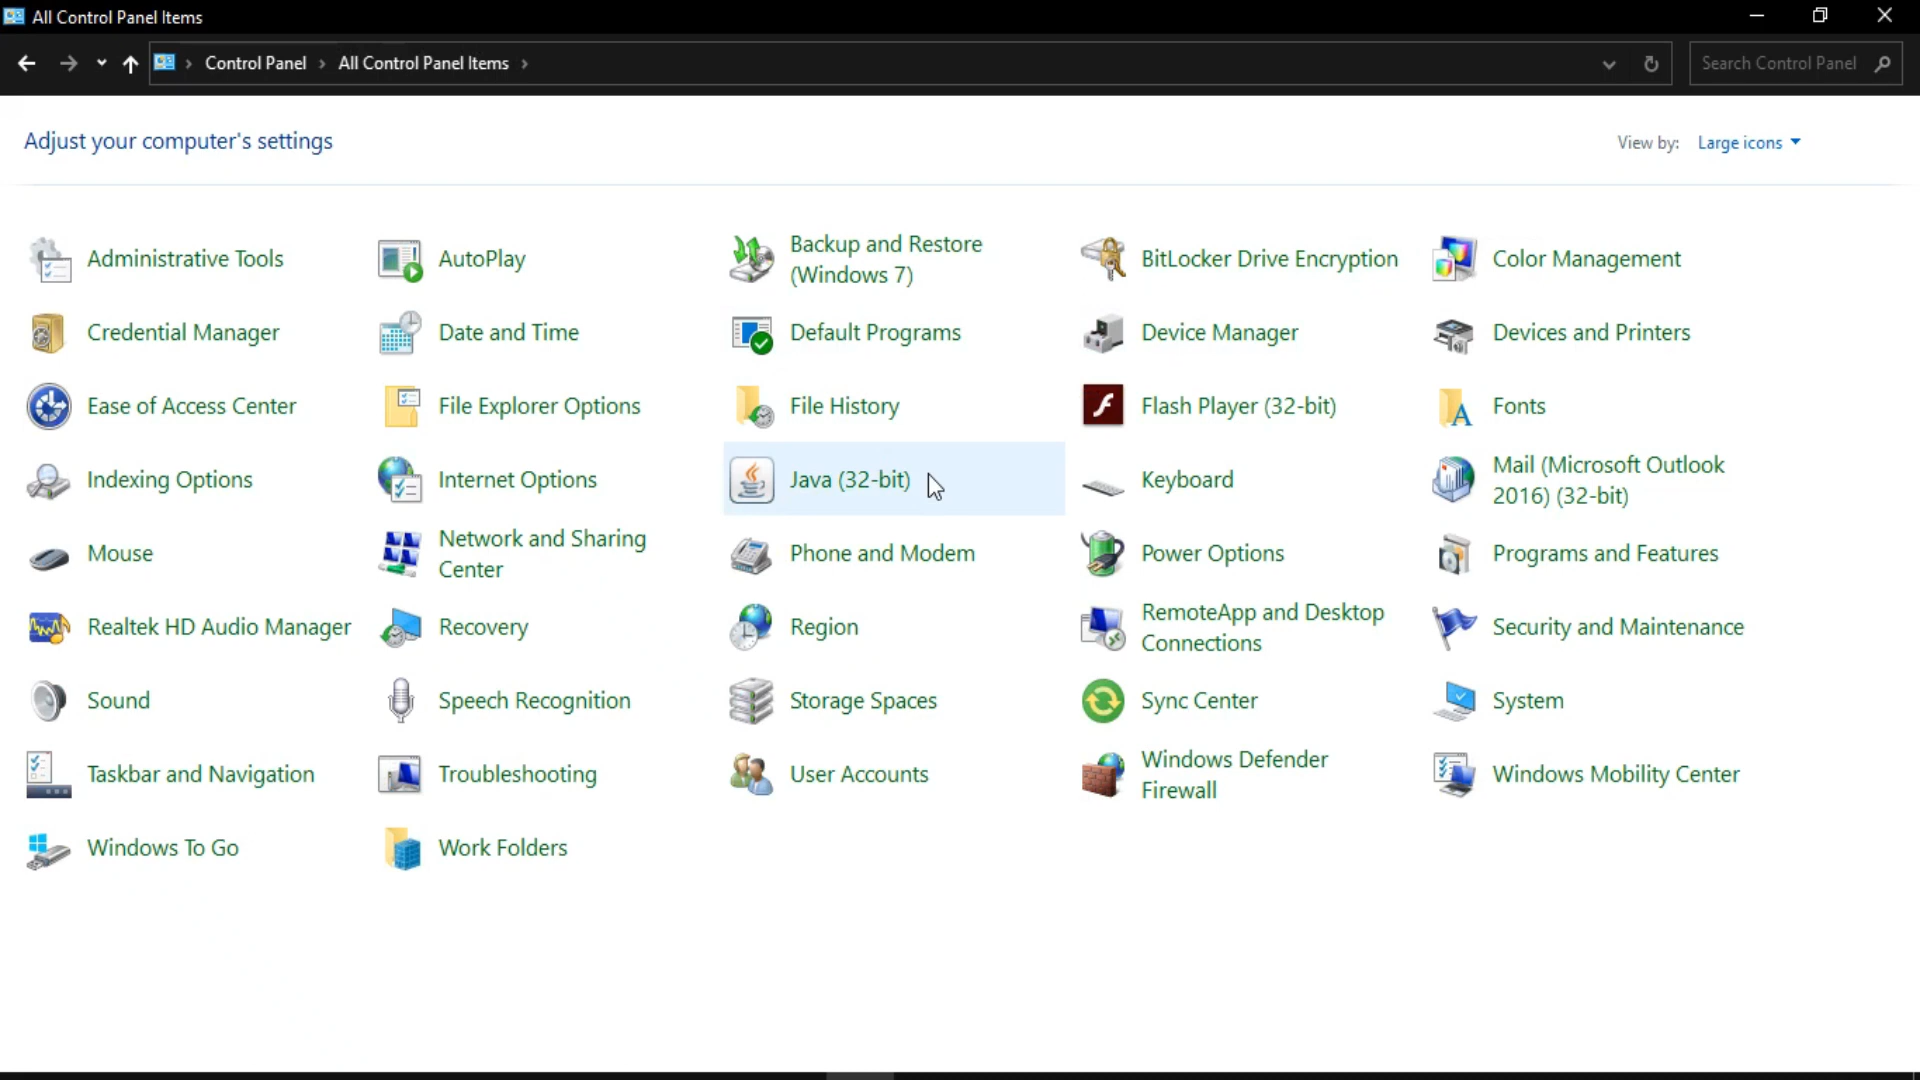 All Control Panel Items
Control Panel > All Control Panel Items >
Search Control Panel
Adjust your computer's settings
View by: Large icons
Administrative Tools
AutoPlay
Backup and Restore
(Windows 7)
BitLocker Drive Encryption
Color Management
Credential Manager
Date and Time
Default Programs
Device Manager
Devices and Printers
Ease of Access Center
File Explorer Options
File History
Flash Player (32-bit)
Fonts
Indexing Options
Internet Options
Java (32-bit)
Keyboard
Mail (Microsoft Outlook
2016) (32-bit)
Mouse
Network and Sharing
Center
Phone and Modem
Power Options
Programs and Features
Realtek HD Audio Manager
Recovery
Region
RemoteApp and Desktop
Connections
Security and Maintenance
Sound
Speech Recognition
Storage Spaces
Sync Center
System
Taskbar and Navigation
Troubleshooting
User Accounts
Windows Defender
Firewall
Windows Mobility Center
Windows To Go
Work Folders